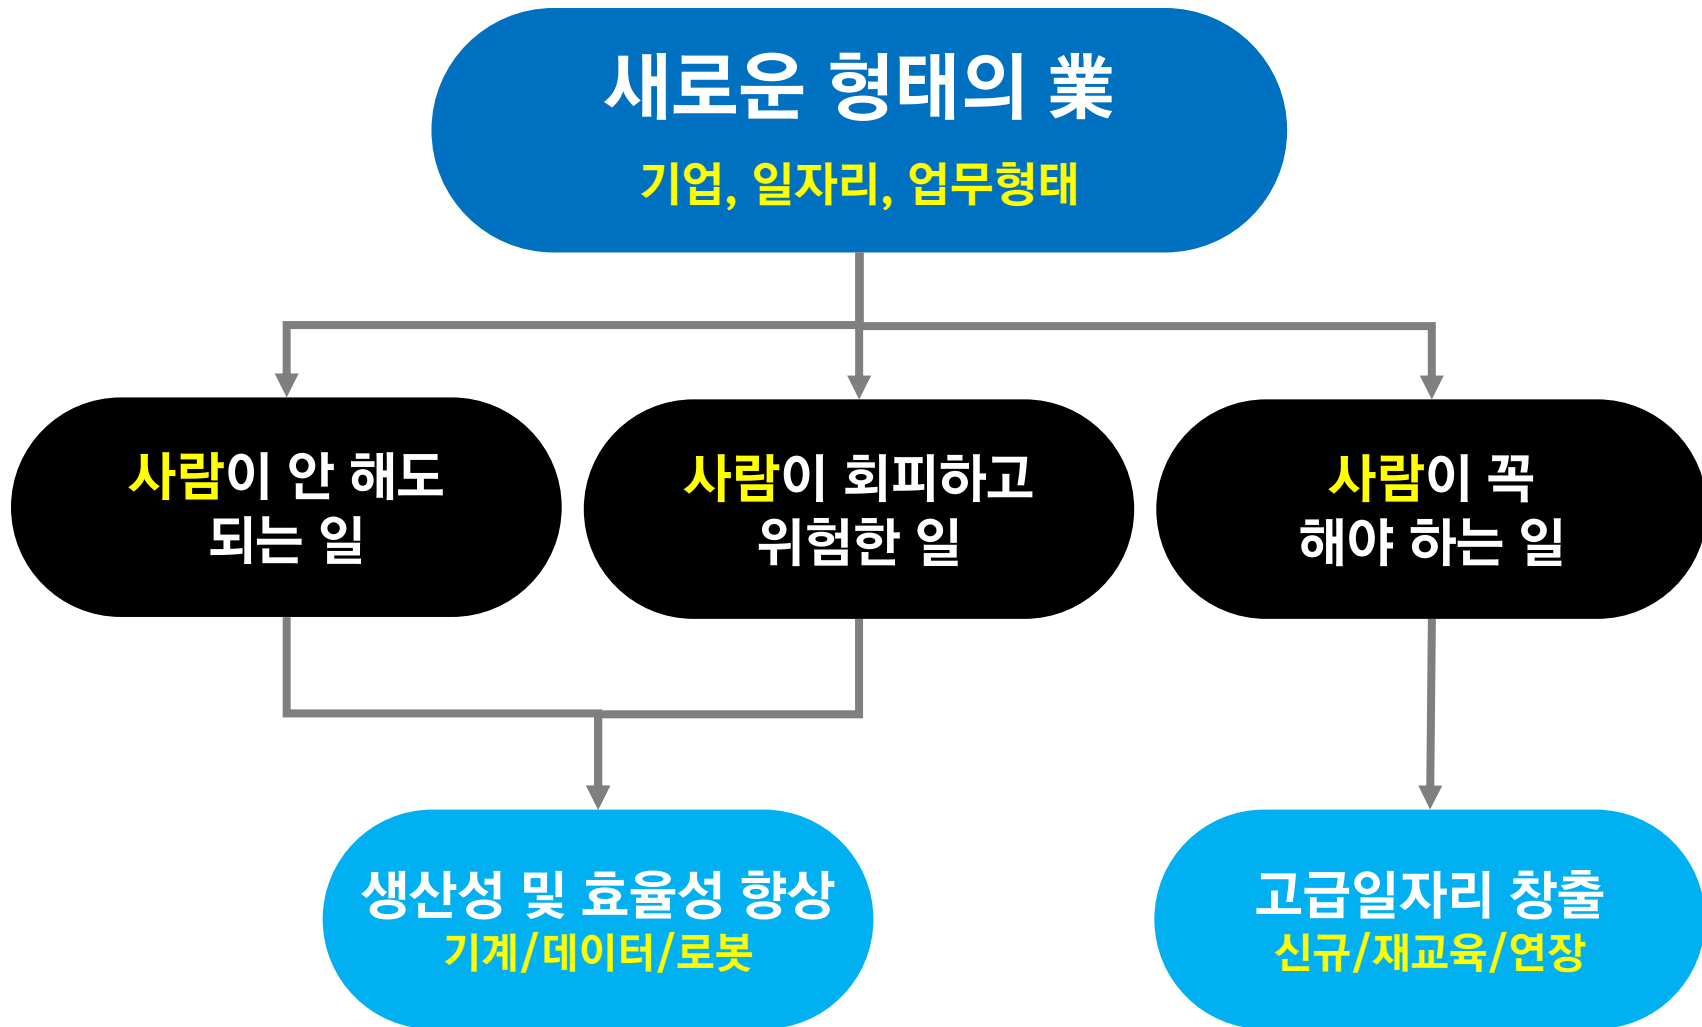 새로운 형태의 業
기업, 일자리, 업무형태
사람이 안 해도
되는 일
사람이 회피하고
위험한 일
사람이 꼭
해야 하는 일
생산성 및 효율성 향상
기계/데이터/로봇
고급일자리 창출
신규/재교육/연장